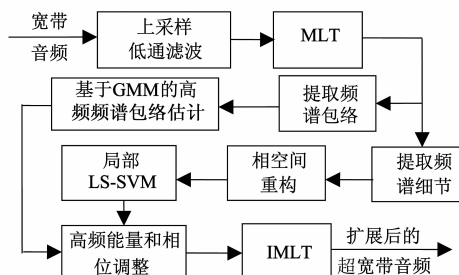 宽带
音频
上采样
低通滤波
MLT
基于GMM的高
频频谱包络估计
提取频
谱包络
局部
LS-SVM
相空间
重构
提取频
谱细节
高频能量和相
位调整
IMLT
扩展后的
超宽带音频